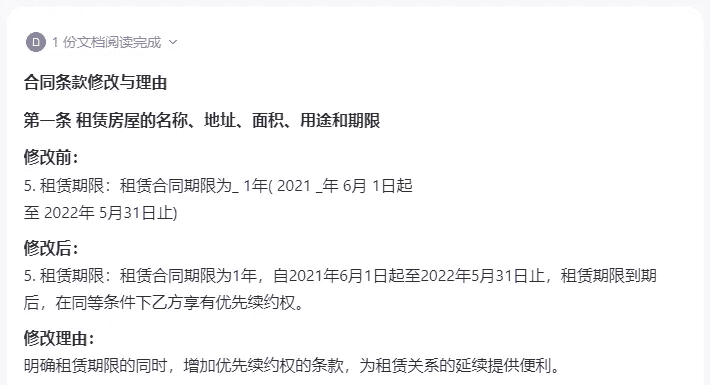 D 1 份文档阅读完成
合同条款修改与理由
第一条 租赁房屋的名称、地址、面积、用途和期限
修改前：
5. 租赁期限：租赁合同期限为_ 1年( 2021 _年 6月 1日起
至 2022年 5月31日止)
修改后：
5. 租赁期限：租赁合同期限为1年，自2021年6月1日起至2022年5月31日止，租赁期限到期
后，在同等条件下乙方享有优先续约权。
修改理由：
明确租赁期限的同时，增加优先续约权的条款，为租赁关系的延续提供便利。